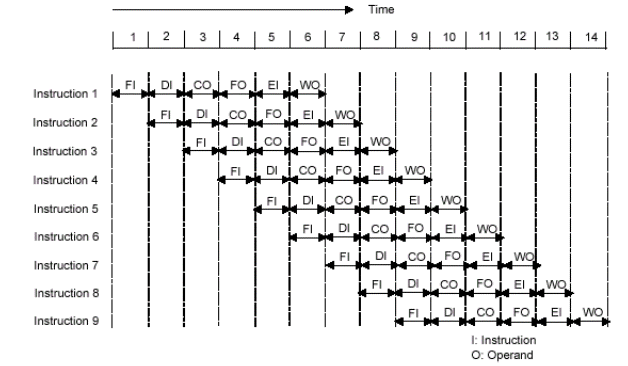 Time
1 2 3 4 5 6 7 8 9 10 11 12 13 14
Instruction 1 FI DI CO FO EI WO
Instruction 2 FI DI CO FO EI WO
Instruction 3 FI DI CO FO EI WO
Instruction 4 FI DI CO FO EI WO
Instruction 5 FI DI CO FO EI WO
Instruction 6 FI DI CO FO EI WO
Instruction 7 FI DI CO FO EI WO
Instruction 8 FI DI CO FO EI WO
Instruction 9 FI DI CO FO EI WO
I: Instruction
O: Operand